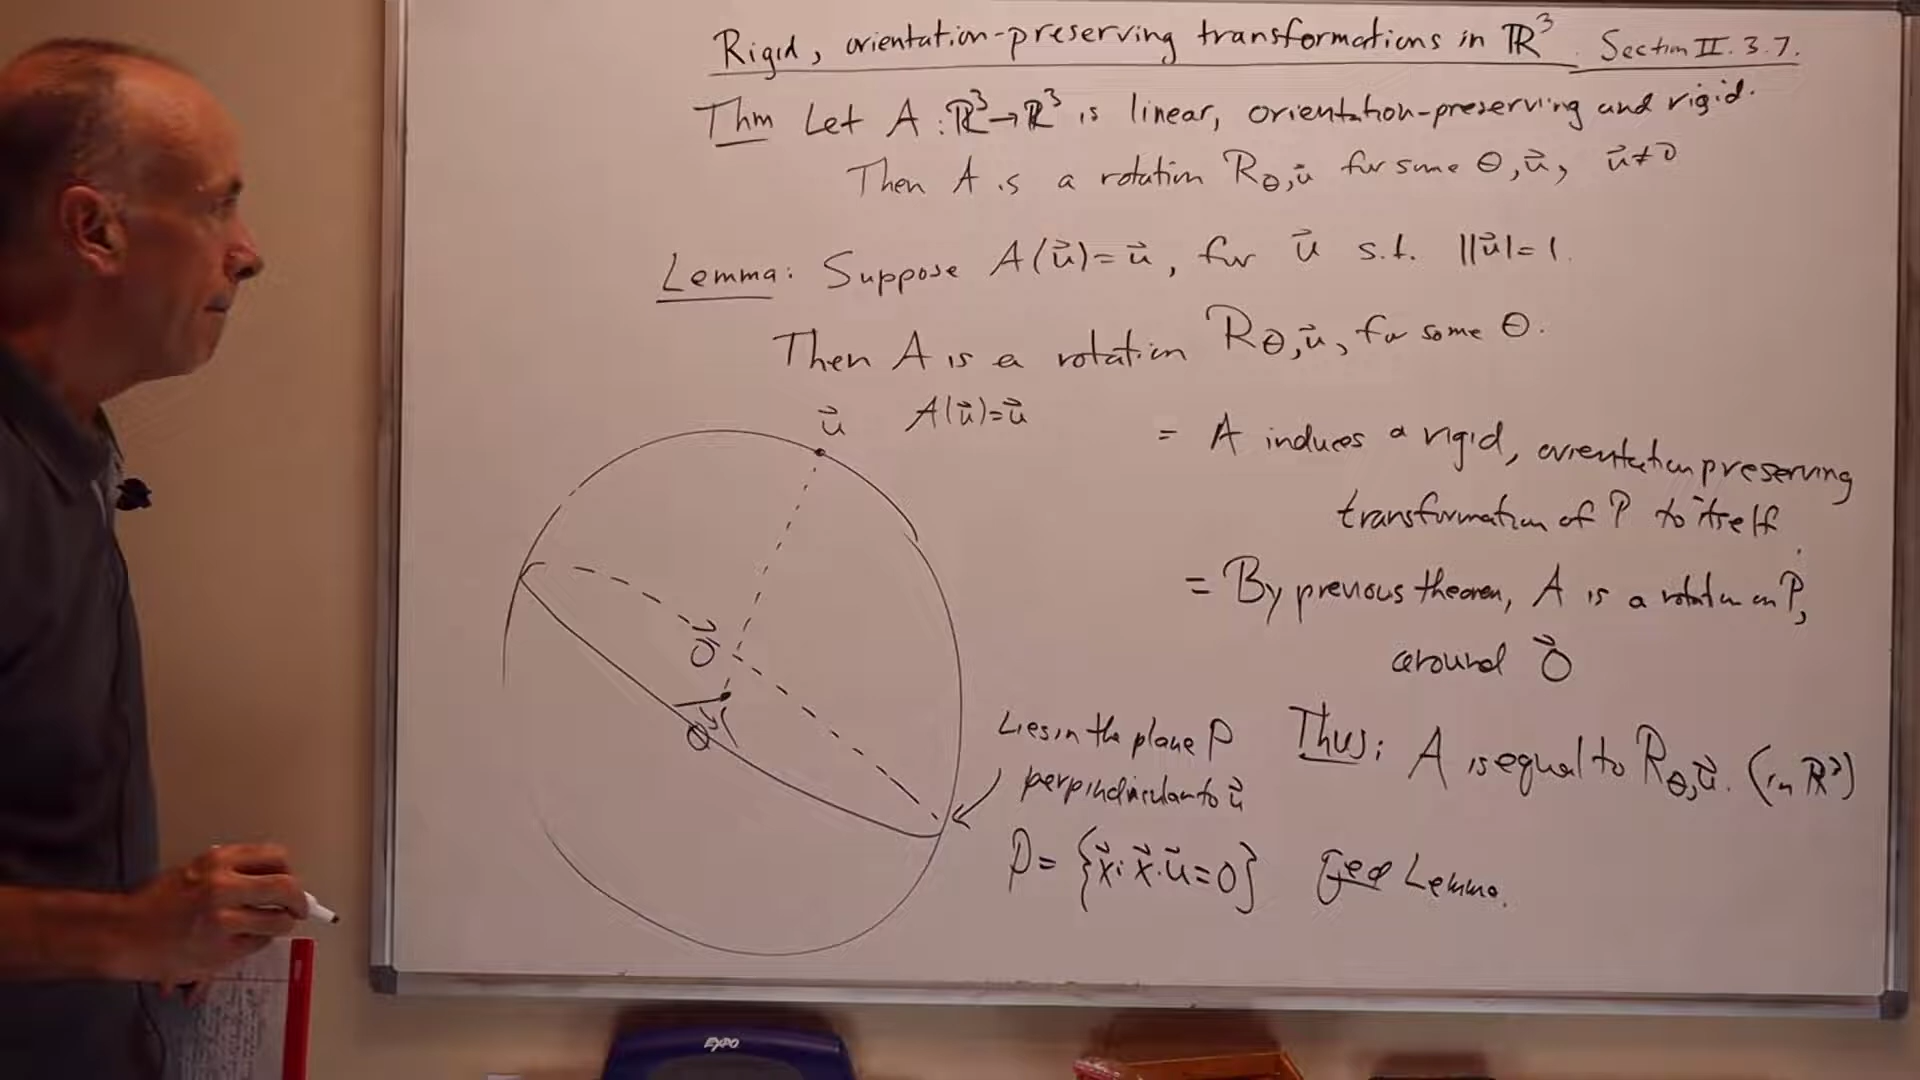 Rigid, orientation-preserving transformations in ℝ³. Section II.3.7.
Thm Let A : ℝ³→ℝ³ is linear, orientation-preserving and rigid.
Then A is a rotation R_θ,u⃗ for some θ, u⃗, u⃗≠0
Lemma: Suppose A(u⃗)=u⃗, for u⃗ s.t. ||u⃗||=1.
Then A is a rotation R_θ,u⃗, for some θ.
u⃗ A(u⃗)=u⃗
= A induces a rigid, orientation preserving
transformation of P to itself.
= By previous theorem, A is a rotation on P,
around 0⃗
0⃗
θ
Lies in the plane P
perpendicular to u⃗
P = {x⃗: x⃗·u⃗=0}
Thus: A is equal to R_θ,u⃗. (in ℝ³)
Lemma.
EXPO